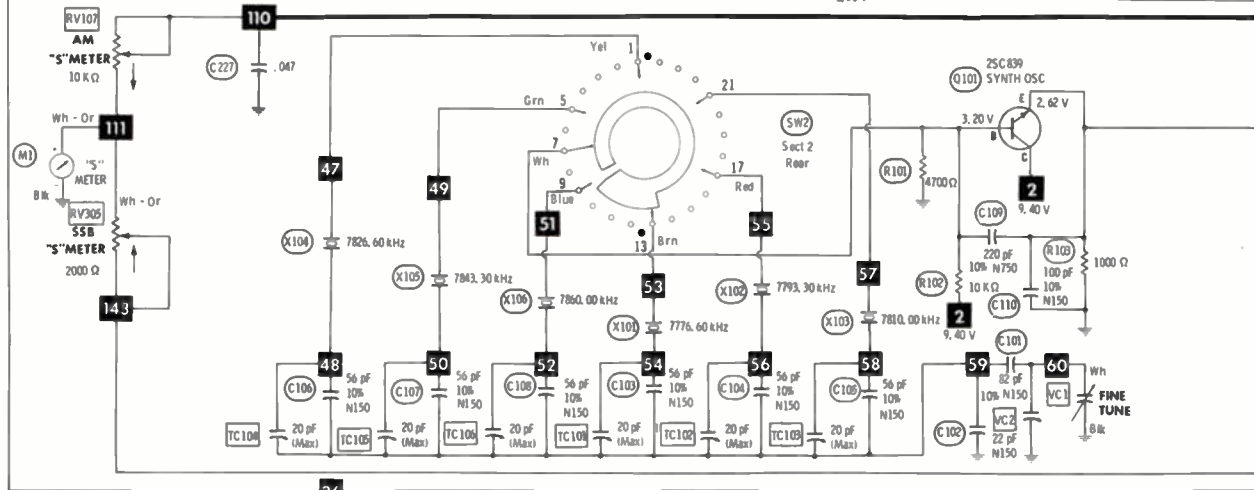 RV107
AM
"S" METER
10 KΩ
110
C227
.047
Wh - Or
111
M1
"S"
METER
Blk
Wh - Or
RV305
SSB
"S" METER
2000 Ω
143
47
48
X104
7826.60 kHz
C106
56 pF
10%
N150
TC104
20 pF
(Max)
Yel
1
Grn
5
Wh
7
9
Blue
13
Brn
17
Red
21
SW2
Sect 2
Rear
49
X105
7843.30 kHz
50
C107
56 pF
10%
N150
TC105
20 pF
(Max)
51
X106
7860.00 kHz
52
C108
56 pF
10%
N150
TC106
20 pF
(Max)
53
X101
7776.60 kHz
54
C103
56 pF
10%
N150
TC101
20 pF
(Max)
55
X102
7793.30 kHz
56
C104
56 pF
10%
N150
TC102
20 pF
(Max)
57
X103
7810.00 kHz
58
C105
56 pF
10%
N150
TC103
20 pF
(Max)
2SC839
SYNTH OSC
Q101
E
2.62 V
3.20 V
B
C
2
9.40 V
R101
4700Ω
C109
220 pF
10%
N750
R102
10 KΩ
2
9.40 V
R103
1000 Ω
100 pF
10%
N150
C110
59
C101
82 pF
10%
N150
60
Wh
VC1
FINE
TUNE
Blk
C102
VC2
22 pF
N150